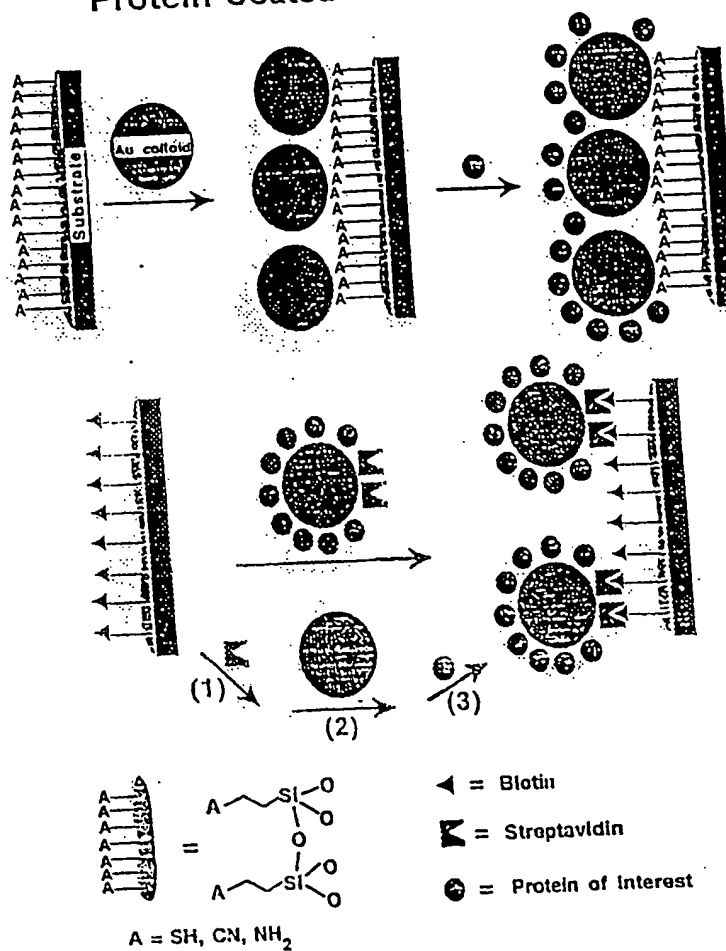 Protein Coated
Au colloid
Substrate
(1)
(2)
(3)
A
A
A
A
A
A
A
=
A
Si
O
O
O
A
Si
O
O
= Biotin
= Streptavidin
= Protein of Interest
A = SH, CN, NH₂